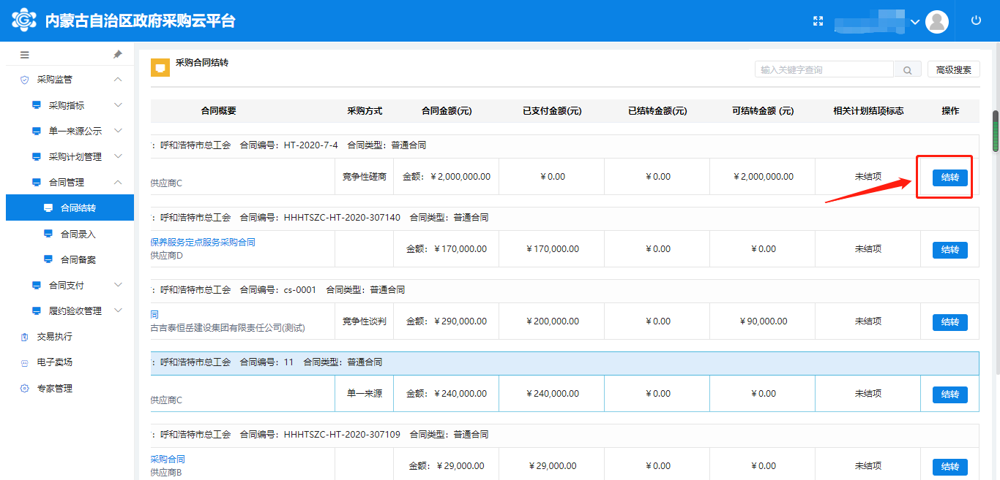 内蒙古自治区政府采购云平台
采购监管
采购指标
单一来源公示
采购计划管理
合同管理
合同结转
合同录入
合同备案
合同支付
履约验收管理
交易执行
电子卖场
专家管理
采购合同结转
输入关键字查询
高级搜索
合同概要 采购方式 合同金额(元) 已支付金额(元) 已结转金额(元) 可结转金额 (元) 相关计划结项标志 操作
：呼和浩特市总工会 合同编号：HT-2020-7-4 合同类型：普通合同
供应商C 竞争性磋商 金额：￥2,000,000.00 ￥0.00 ￥0.00 ￥2,000,000.00 未结项 结转
：呼和浩特市总工会 合同编号：HHHTSZC-HT-2020-307140 合同类型：普通合同
保养服务定点服务采购合同
供应商D 金额：￥170,000.00 ￥170,000.00 ￥0.00 ￥0.00 未结项 结转
：呼和浩特市总工会 合同编号：cs-0001 合同类型：普通合同
同
古吉泰恒岳建设集团有限责任公司(测试) 竞争性谈判 金额：￥290,000.00 ￥200,000.00 ￥0.00 ￥90,000.00 未结项 结转
：呼和浩特市总工会 合同编号：11 合同类型：普通合同
供应商C 单一来源 金额：￥240,000.00 ￥240,000.00 ￥0.00 ￥0.00 未结项 结转
：呼和浩特市总工会 合同编号：HHHTSZC-HT-2020-307109 合同类型：普通合同
采购合同
供应商B 金额：￥29,000.00 ￥29,000.00 ￥0.00 ￥0.00 未结项 结转